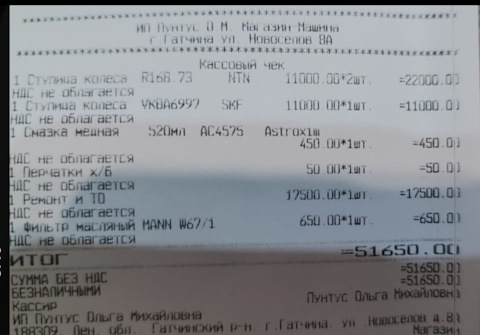 ИП Пунтус О М Магазин-Машина
г.Гатчина ул. Новоселов 8А
Кассовый чек
1 Ступица колеса R168.73 NTN 11000.00*2шт. =22000.00
НДС не облагается
1 Ступица колеса VKBA6997 SKF 11000.00*1шт. =11000.00
НДС не облагается
1 Смазка медная 520мл AC4575 Astroxim
450.00*1шт. =450.00
НДС не облагается
1 Перчатки х/б 50.00*1шт. =50.00
НДС не облагается
1 Ремонт и ТО 17500.00*1шт. =17500.00
НДС не облагается
1 Фильтр масляный MANN W67/1 650.00*1шт. =650.00
НДС не облагается
ИТОГ =51650.00
СУММА БЕЗ НДС =51650.00
БЕЗНАЛИЧНЫМИ =51650.00
Кассир Пунтус Ольга Михайловна
ИП Пунтус Ольга Михайловна
188309, Лен. обл. Гатчинский р-н. г.Гатчина. ул Новоселов д.8А
Магазин